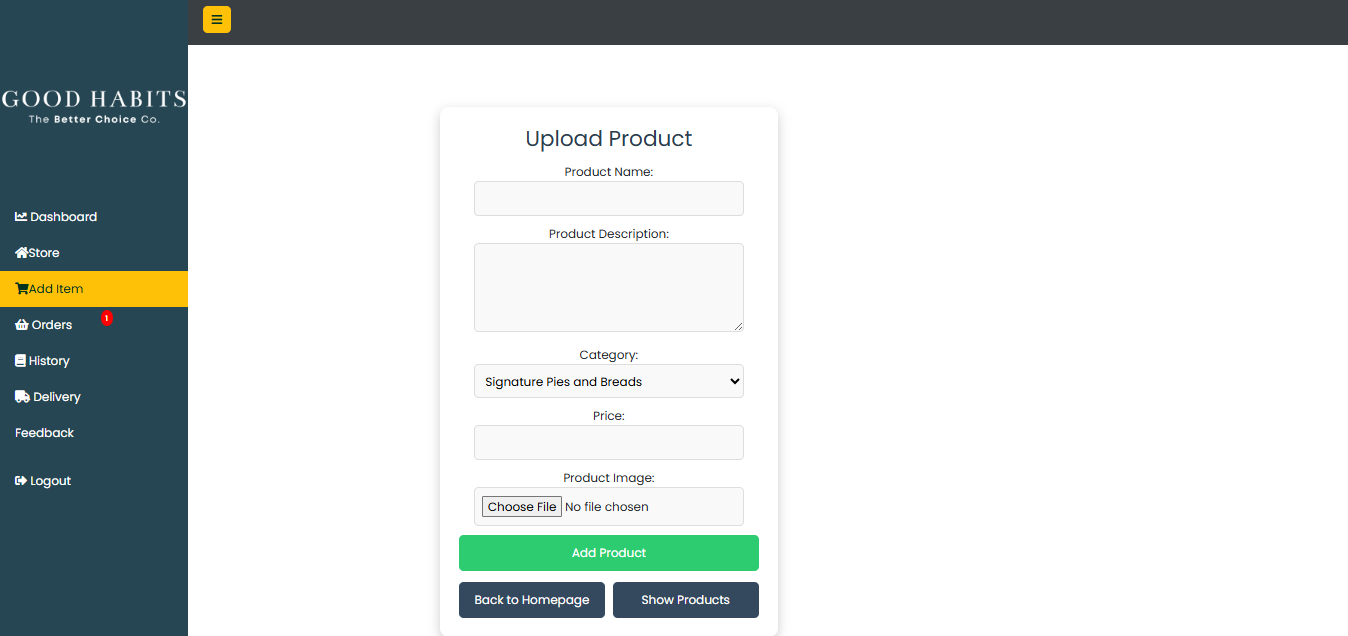 GOOD HABITS
The Better Choice Co.
Dashboard
Store
Add Item
Orders 1
History
Delivery
Feedback
Logout
Upload Product
Product Name:
Product Description:
Category:
Signature Pies and Breads
Price:
Product Image:
Choose File No file chosen
Add Product
Back to Homepage Show Products